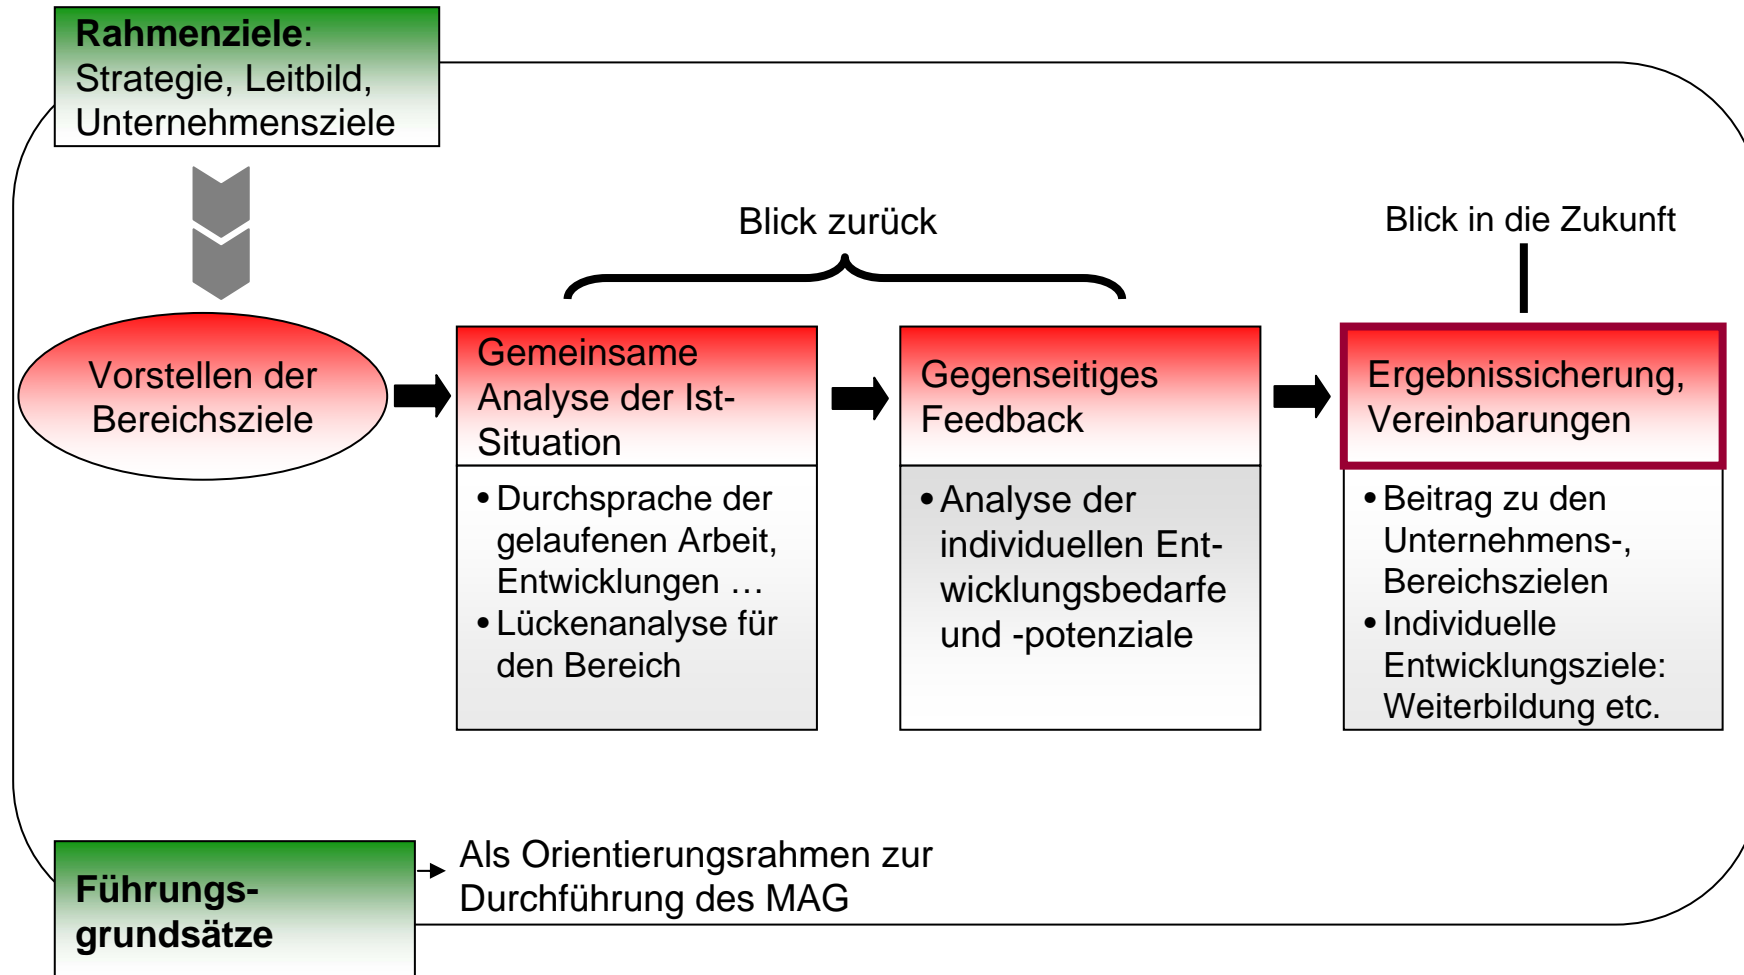 Rahmenziele:
Strategie, Leitbild,
Unternehmensziele
Blick zurück
Blick in die Zukunft
Vorstellen der
Bereichsziele
Gemeinsame
Analyse der Ist-
Situation
• Durchsprache der
gelaufenen Arbeit,
Entwicklungen …
• Lückenanalyse für
den Bereich
Gegenseitiges
Feedback
• Analyse der
individuellen Ent-
wicklungsbedarfe
und -potenziale
Ergebnissicherung,
Vereinbarungen
• Beitrag zu den
Unternehmens-,
Bereichszielen
• Individuelle
Entwicklungsziele:
Weiterbildung etc.
Führungs-
grundsätze
Als Orientierungsrahmen zur
Durchführung des MAG